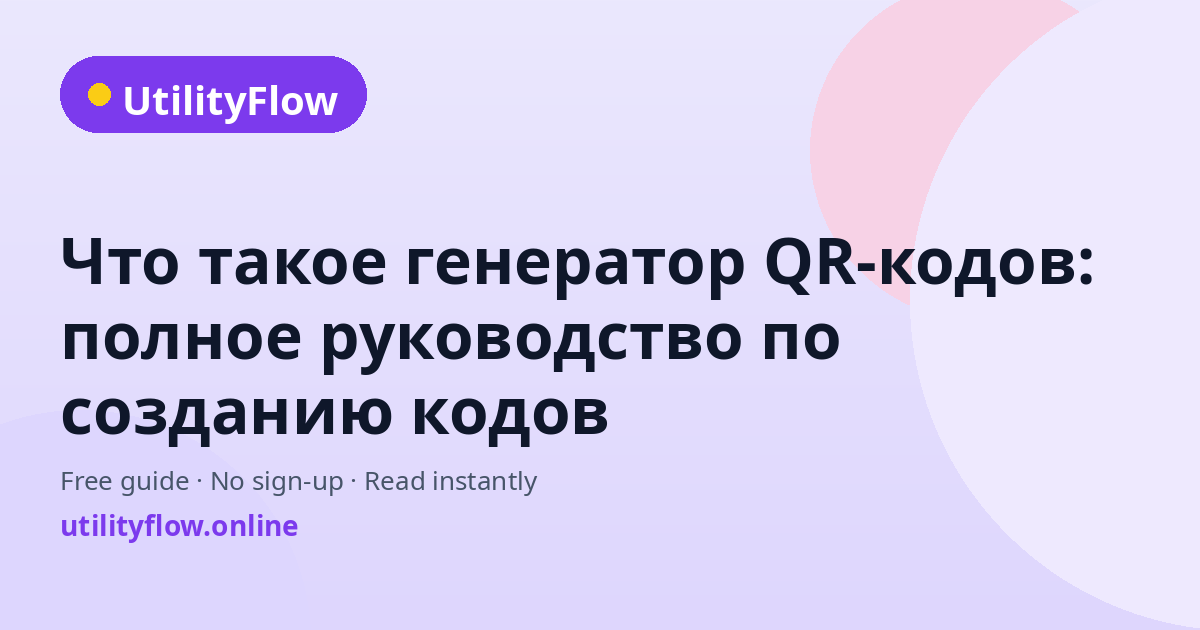 UtilityFlow
Что такое генератор QR-кодов:
полное руководство по
созданию кодов
Free guide · No sign-up · Read instantly
utilityflow.online